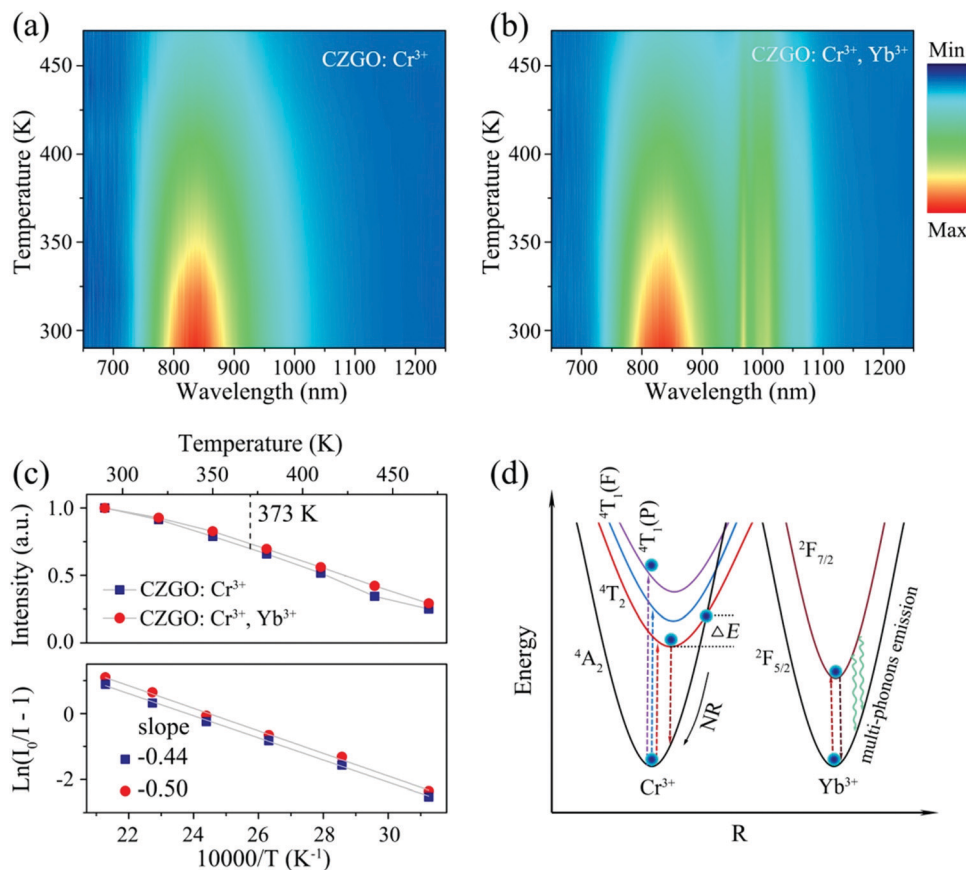 (a)
CZGO: Cr³⁺
Temperature (K)
450
400
350
300
700 800 900 1000 1100 1200
Wavelength (nm)
(b)
CZGO: Cr³⁺, Yb³⁺
Temperature (K)
450
400
350
300
700 800 900 1000 1100 1200
Wavelength (nm)
Min
Max
(c)
Temperature (K)
300 350 400 450
Intensity (a.u.)
1.0
0.5
0.0
373 K
CZGO: Cr³⁺
CZGO: Cr³⁺, Yb³⁺
Ln(I₀/I - 1)
0
-2
slope
-0.44
-0.50
22 24 26 28 30
10000/T (K⁻¹)
(d)
Energy
⁴T₁(F)
⁴T₁(P)
⁴T₂
⁴A₂
ΔE
NR
Cr³⁺
²F₇/₂
²F₅/₂
multi-phonons emission
Yb³⁺
R